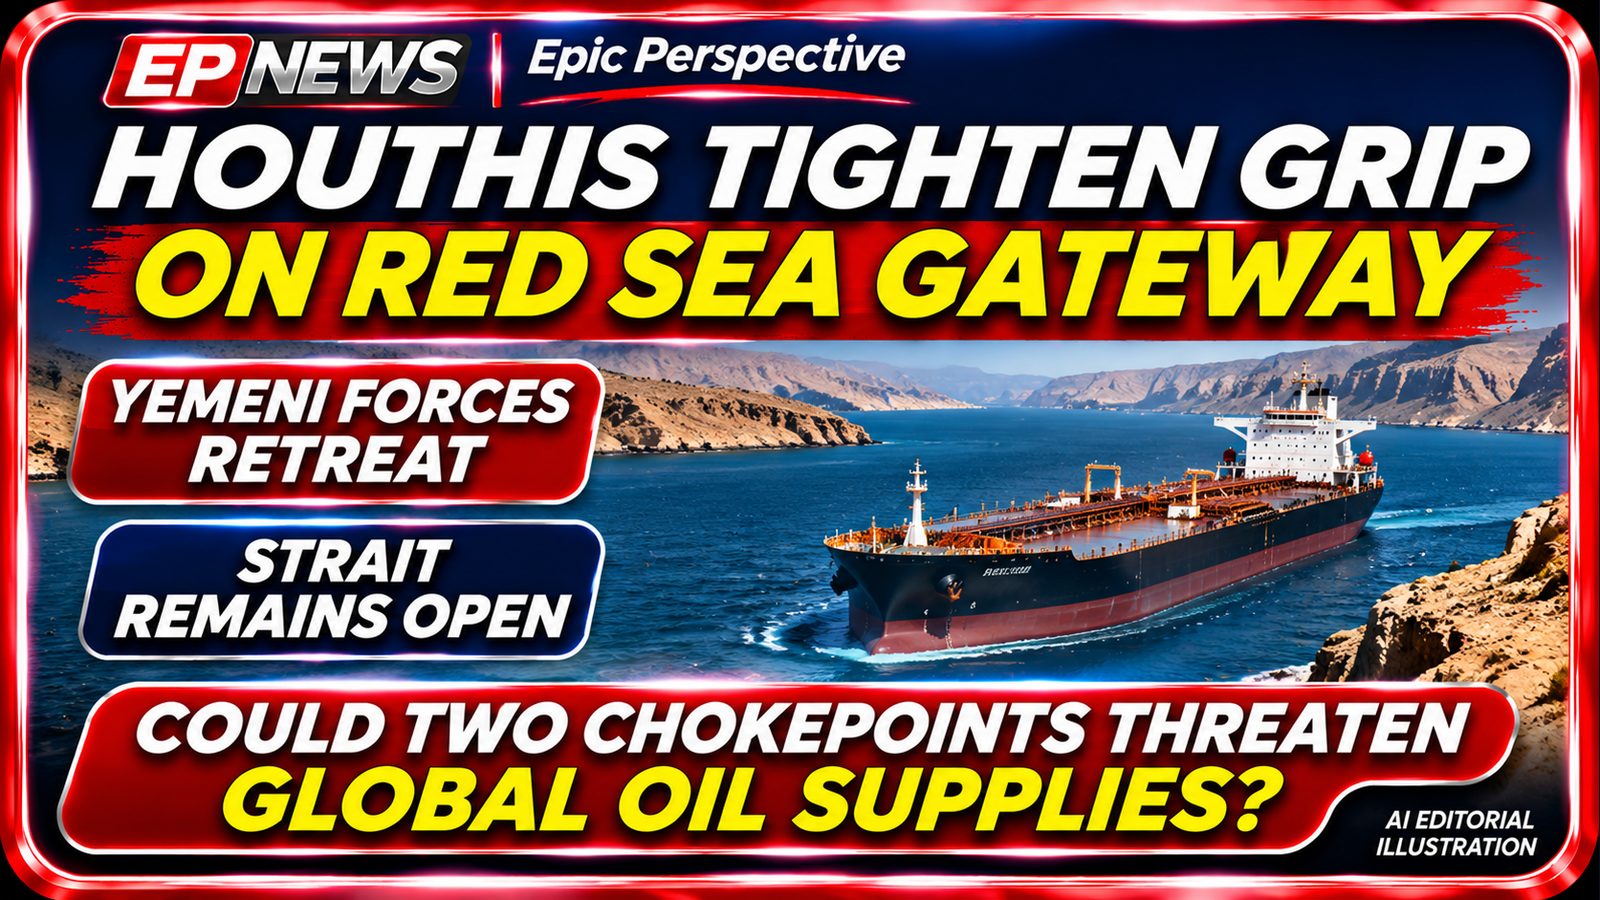 EP NEWS
Epic Perspective
HOUTHIS TIGHTEN GRIP
ON RED SEA GATEWAY
YEMENI FORCES
RETREAT
STRAIT
REMAINS OPEN
COULD TWO CHOKEPOINTS THREATEN
GLOBAL OIL SUPPLIES?
AI EDITORIAL
ILLUSTRATION